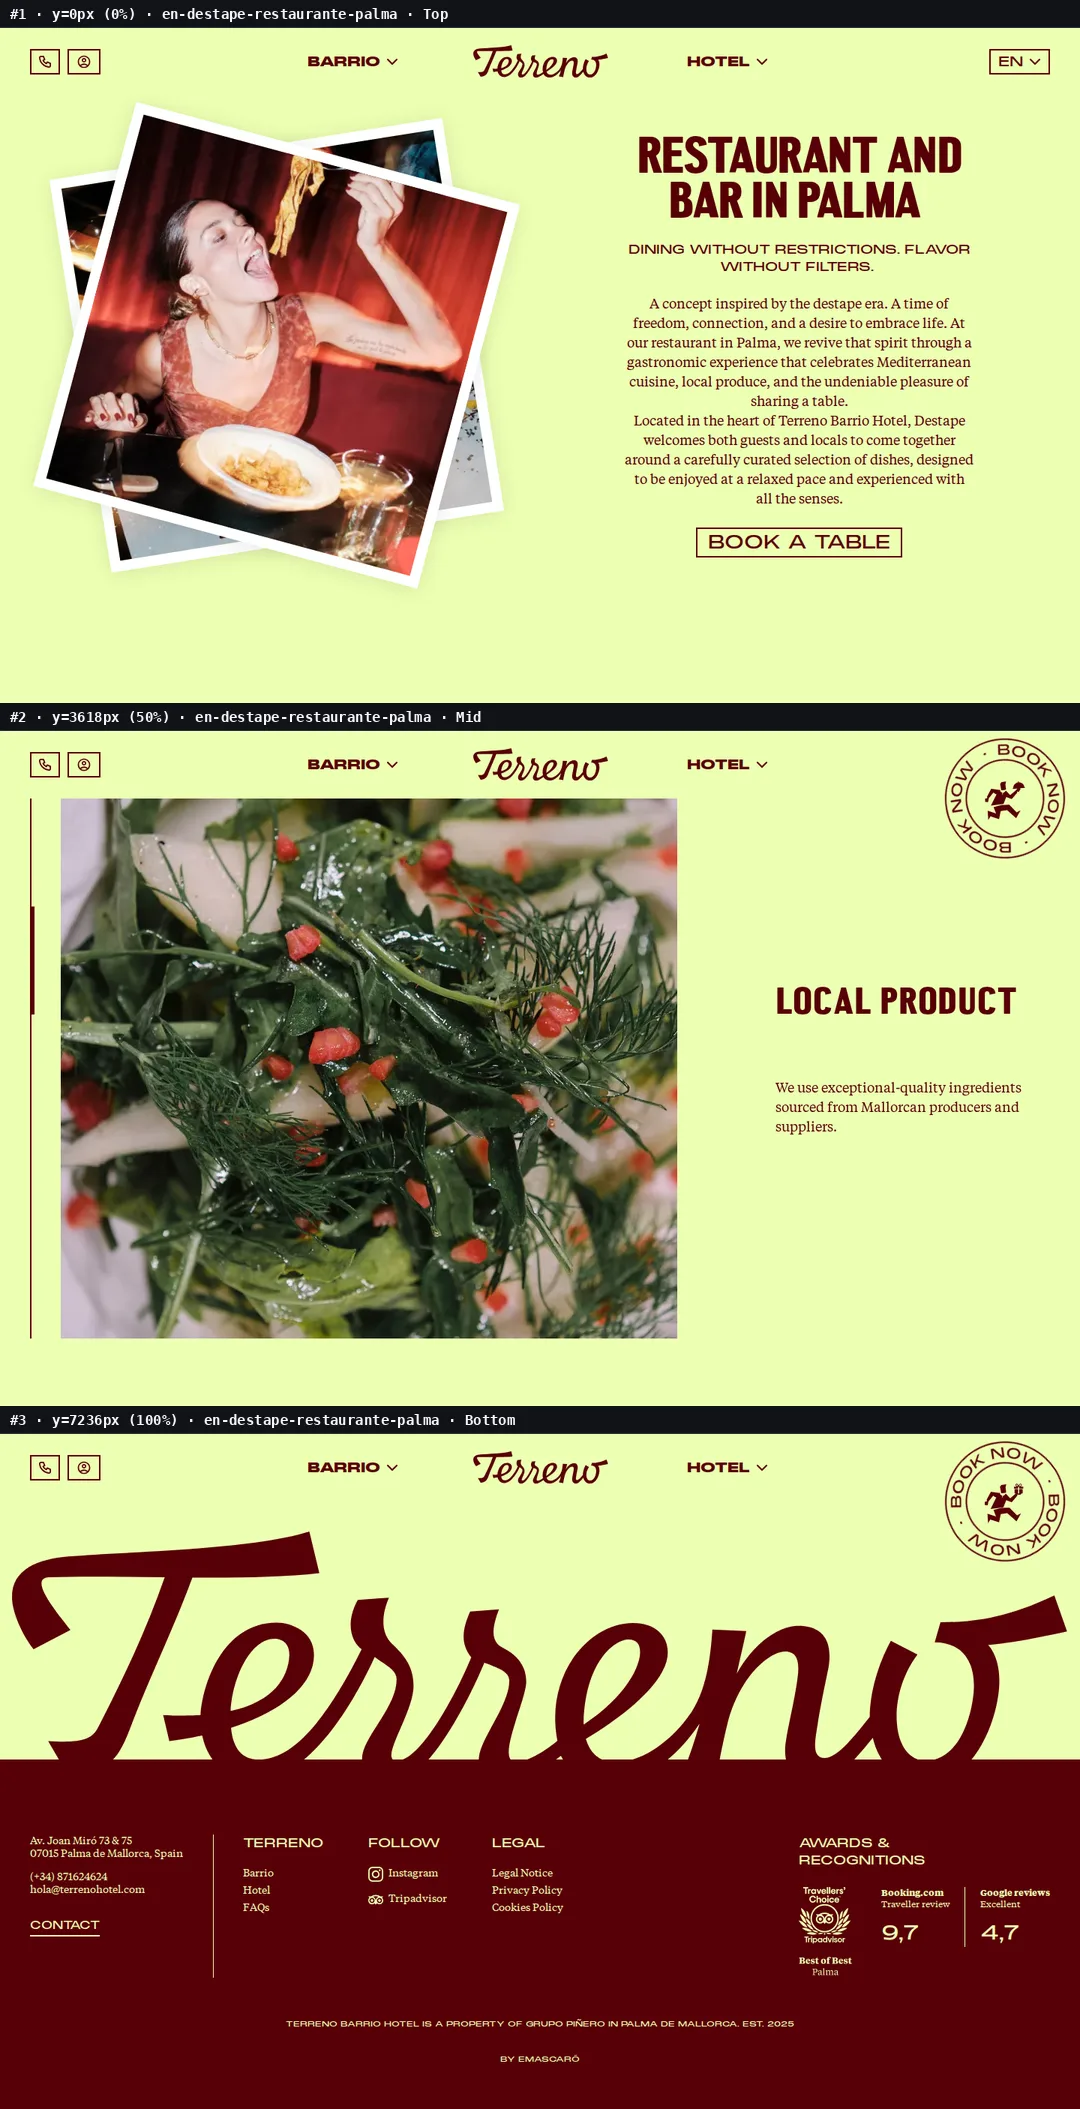 #1 · y=0px (0%) · en-destape-restaurante-palma · Top
BARRIO
Terreno
HOTEL
EN
RESTAURANT AND
BAR IN PALMA
DINING WITHOUT RESTRICTIONS. FLAVOR
WITHOUT FILTERS.
A concept inspired by the destape era. A time of
freedom, connection, and a desire to embrace life. At
our restaurant in Palma, we revive that spirit through a
gastronomic experience that celebrates Mediterranean
cuisine, local produce, and the undeniable pleasure of
sharing a table.
Located in the heart of Terreno Barrio Hotel, Destape
welcomes both guests and locals to come together
around a carefully curated selection of dishes, designed
to be enjoyed at a relaxed pace and experienced with
all the senses.
BOOK A TABLE
#2 · y=3618px (50%) · en-destape-restaurante-palma · Mid
BARRIO
Terreno
HOTEL
· BOOK NOW · BOOK NOW
LOCAL PRODUCT
We use exceptional-quality ingredients
sourced from Mallorcan producers and
suppliers.
#3 · y=7236px (100%) · en-destape-restaurante-palma · Bottom
BARRIO
Terreno
HOTEL
BOOK NOW · BOOK NOW ·
Terreno
Av. Joan Miró 73 & 75
07015 Palma de Mallorca, Spain
(+34) 871624624
hola@terrenohotel.com
CONTACT
TERRENO
Barrio
Hotel
FAQs
FOLLOW
Instagram
Tripadvisor
LEGAL
Legal Notice
Privacy Policy
Cookies Policy
AWARDS &
RECOGNITIONS
Travellers'
Choice
Tripadvisor
Best of Best
Palma
Booking.com
Traveller review
9,7
Google reviews
Excellent
4,7
TERRENO BARRIO HOTEL IS A PROPERTY OF GRUPO PIÑERO IN PALMA DE MALLORCA. EST. 2025
BY EMASCARÓ